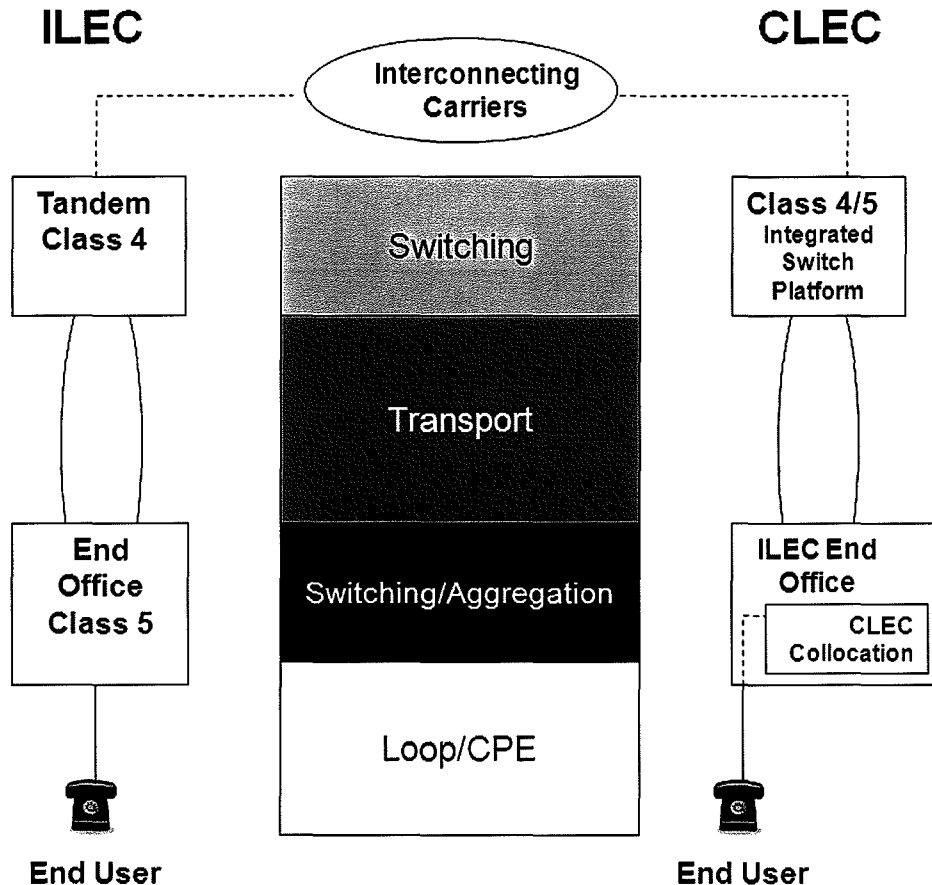 ILEC
CLEC
Interconnecting
Carriers
Tandem
Class 4
Switching
Class 4/5
Integrated
Switch
Platform
Transport
End
Office
Class 5
Switching/Aggregation
ILEC End
Office
CLEC
Collocation
Loop/CPE
End User
End User